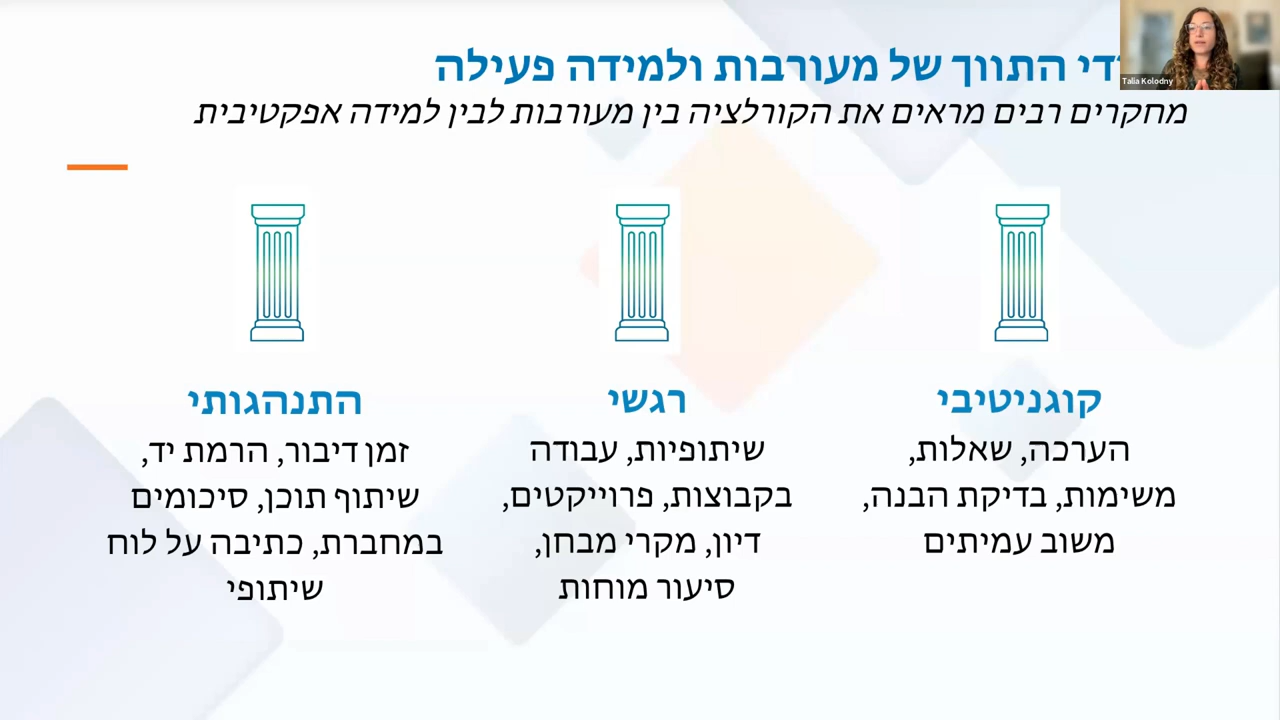 התווך של מעורבות ולמידה פעילה
מחקרים רבים מראים את הקורלציה בין מעורבות לבין למידה אפקטיבית
Talia Kolodny
קוגניטיבי
הערכה, שאלות,
משימות, בדיקת הבנה,
משוב עמיתים
רגשי
שיתופיות, עבודה
בקבוצות, פרוייקטים,
דיון, מקרי מבחן,
סיעור מוחות
התנהגותי
זמן דיבור, הרמת יד,
שיתוף תוכן, סיכומים
במחברת, כתיבה על לוח
שיתופי